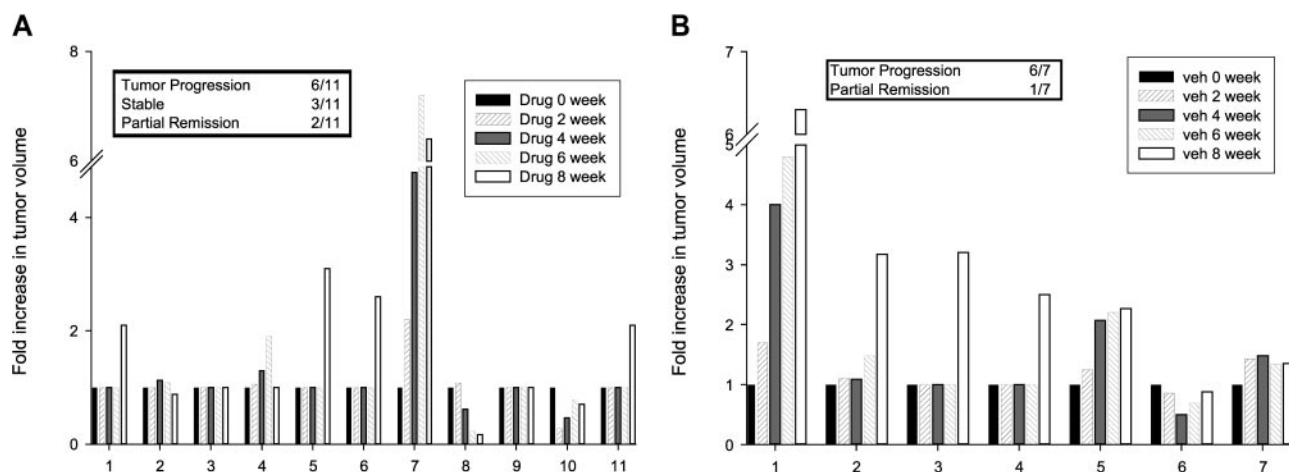 A
8
6
4
2
0
Fold increase in tumor volume
Tumor Progression 6/11
Stable 3/11
Partial Remission 2/11
Drug 0 week
Drug 2 week
Drug 4 week
Drug 6 week
Drug 8 week
1 2 3 4 5 6 7 8 9 10 11
B
7
6
5
4
3
2
1
0
Fold increase in tumor volume
Tumor Progression 6/7
Partial Remission 1/7
veh 0 week
veh 2 week
veh 4 week
veh 6 week
veh 8 week
1 2 3 4 5 6 7